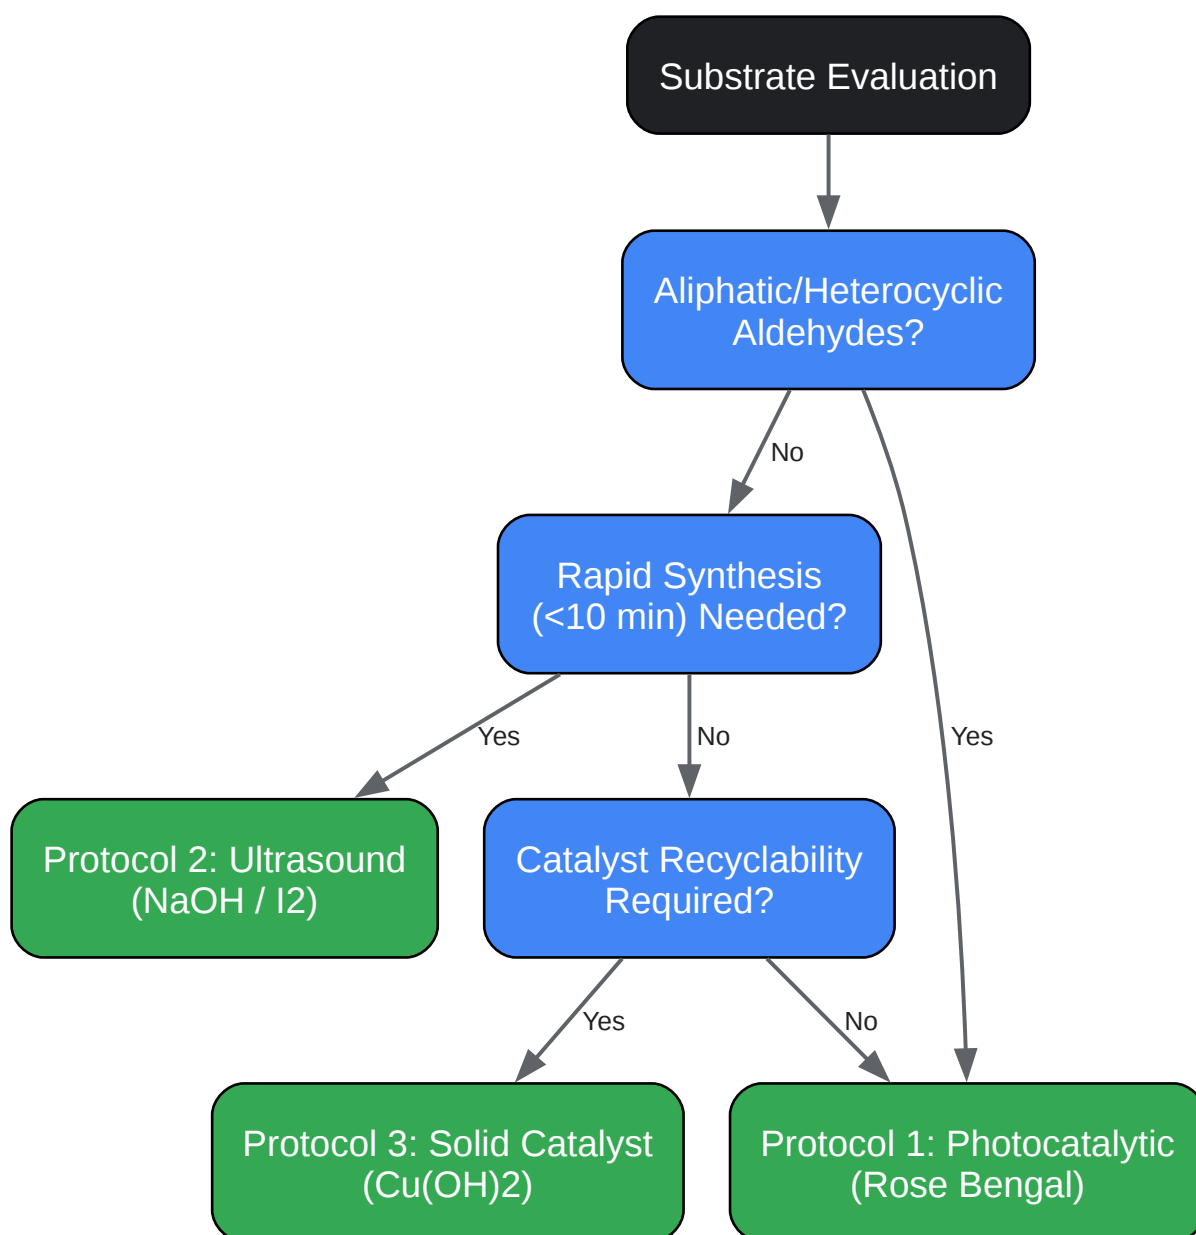 Substrate Evaluation
Aliphatic/Heterocyclic
Aldehydes?
No
Yes
Rapid Synthesis
(<10 min) Needed?
Yes
No
Protocol 2: Ultrasound
(NaOH / I2)
Catalyst Recyclability
Required?
Yes
No
Protocol 3: Solid Catalyst
(Cu(OH)2)
Protocol 1: Photocatalytic
(Rose Bengal)